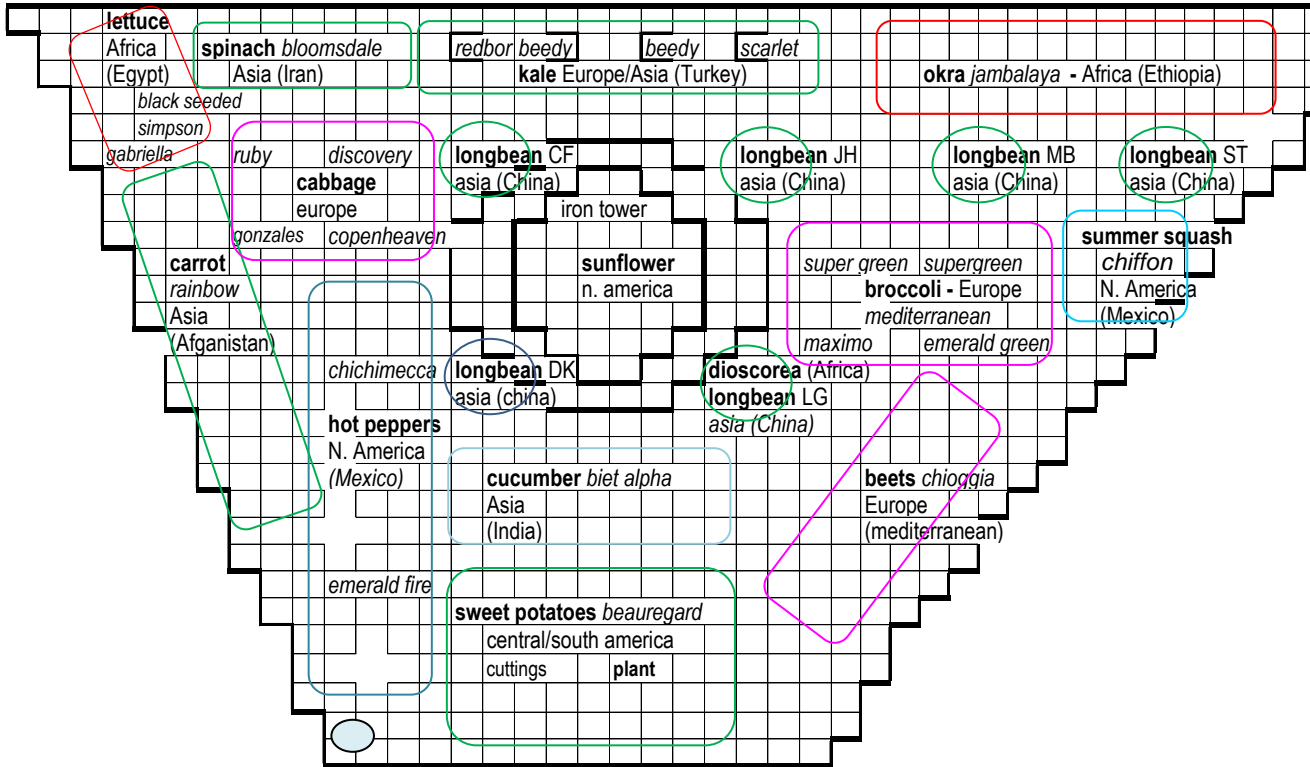 lettuce
Africa
(Egypt)
black seeded
simpson
gabriella
spinach bloomsdale
Asia (Iran)
redbor beedy beedy scarlet
kale Europe/Asia (Turkey)
okra jambalaya - Africa (Ethiopia)
ruby discovery
cabbage
europe
gonzales copenheaven
longbean CF
asia (China)
longbean JH
asia (China)
longbean MB
asia (China)
longbean ST
asia (China)
iron tower
sunflower
n. america
carrot
rainbow
Asia
(Afganistan)
super green supergreen
broccoli - Europe
mediterranean
maximo emerald green
summer squash
chiffon
N. America
(Mexico)
chichimecca
hot peppers
N. America
(Mexico)
emerald fire
longbean DK
asia (china)
dioscorea (Africa)
longbean LG
asia (China)
cucumber biet alpha
Asia
(India)
beets chioggia
Europe
(mediterranean)
sweet potatoes beauregard
central/south america
cuttings plant